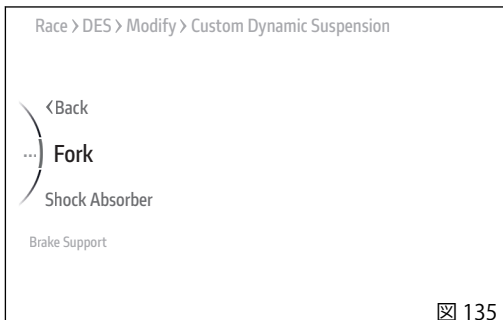 Race > DES > Modify > Custom Dynamic Suspension
<Back
... Fork
Shock Absorber
Brake Support
図 135